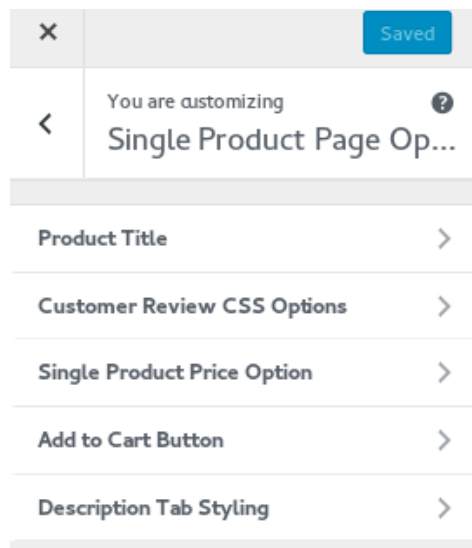 Saved
You are customizing
Single Product Page Op...
Product Title
Customer Review CSS Options
Single Product Price Option
Add to Cart Button
Description Tab Styling